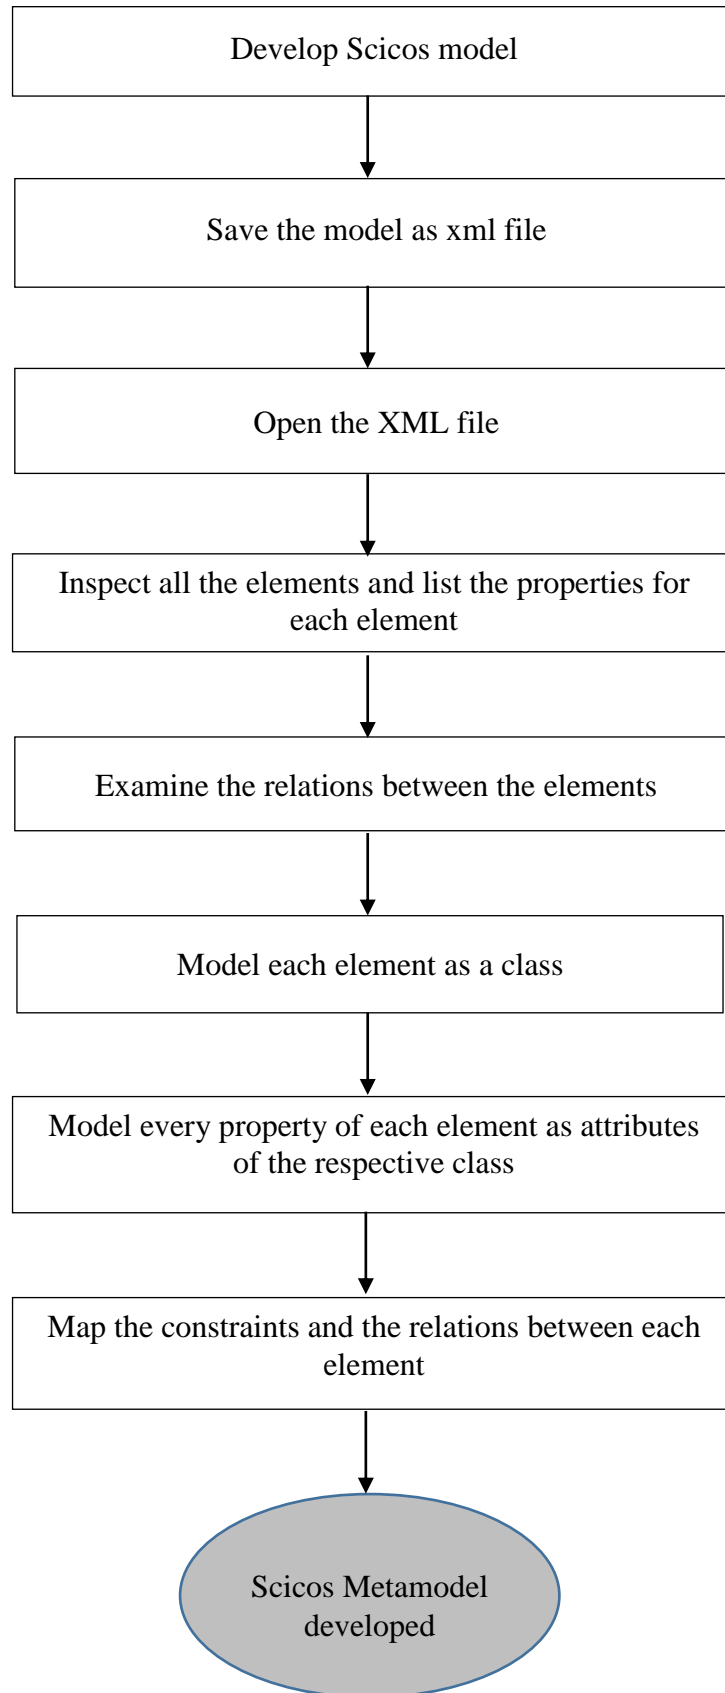 Develop Scicos model
Save the model as xml file
Open the XML file
Inspect all the elements and list the properties for
each element
Examine the relations between the elements
Model each element as a class
Model every property of each element as attributes
of the respective class
Map the constraints and the relations between each
element
Scicos Metamodel
developed